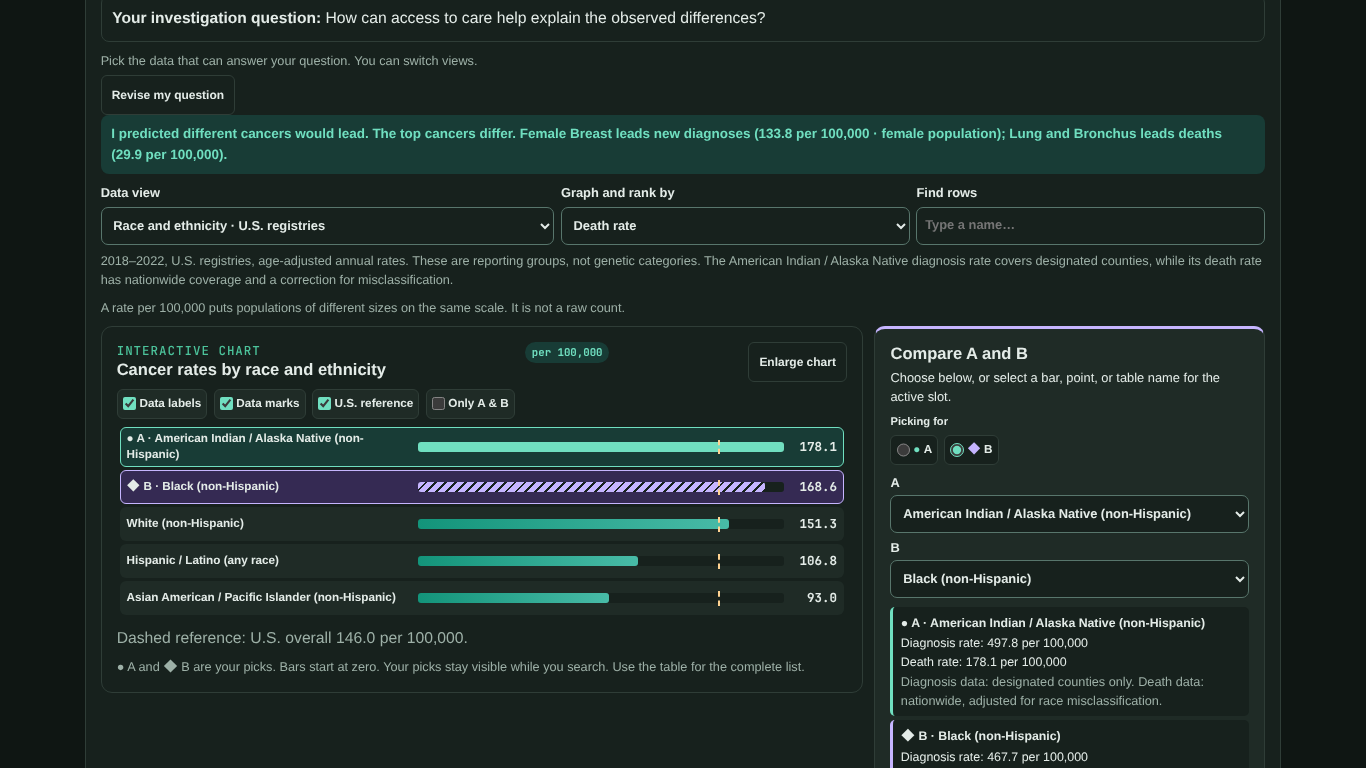 Your investigation question: How can access to care help explain the observed differences?
Pick the data that can answer your question. You can switch views.
Revise my question
I predicted different cancers would lead. The top cancers differ. Female Breast leads new diagnoses (133.8 per 100,000 · female population); Lung and Bronchus leads deaths
(29.9 per 100,000).
Data view
Graph and rank by
Find rows
Race and ethnicity · U.S. registries
Death rate
Type a name…
2018–2022, U.S. registries, age-adjusted annual rates. These are reporting groups, not genetic categories. The American Indian / Alaska Native diagnosis rate covers designated counties, while its death rate
has nationwide coverage and a correction for misclassification.
A rate per 100,000 puts populations of different sizes on the same scale. It is not a raw count.
INTERACTIVE CHART
Cancer rates by race and ethnicity
per 100,000
Enlarge chart
Data labels
Data marks
U.S. reference
Only A & B
● A · American Indian / Alaska Native (non-
Hispanic)
178.1
◆ B · Black (non-Hispanic)
168.6
White (non-Hispanic)
151.3
Hispanic / Latino (any race)
106.8
Asian American / Pacific Islander (non-Hispanic)
93.0
Dashed reference: U.S. overall 146.0 per 100,000.
● A and ◆ B are your picks. Bars start at zero. Your picks stay visible while you search. Use the table for the complete list.
Compare A and B
Choose below, or select a bar, point, or table name for the
active slot.
Picking for
● A
◆ B
A
American Indian / Alaska Native (non-Hispanic)
B
Black (non-Hispanic)
● A · American Indian / Alaska Native (non-Hispanic)
Diagnosis rate: 497.8 per 100,000
Death rate: 178.1 per 100,000
Diagnosis data: designated counties only. Death data:
nationwide, adjusted for race misclassification.
◆ B · Black (non-Hispanic)
Diagnosis rate: 467.7 per 100,000